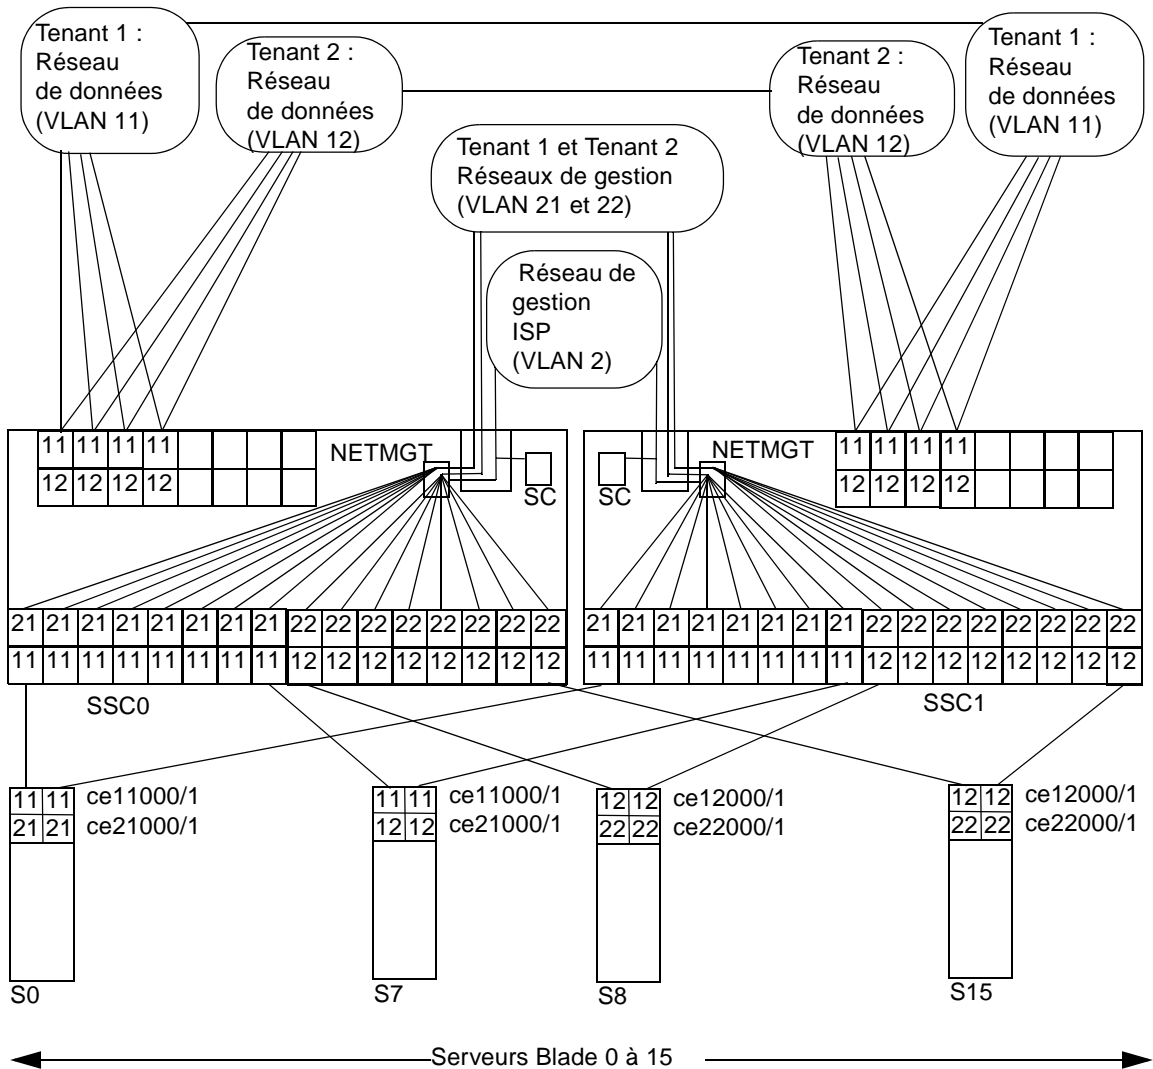 Tenant 1 :
Réseau
de données
(VLAN 11)
Tenant 2 :
Réseau
de données
(VLAN 12)
Tenant 1 et Tenant 2
Réseaux de gestion
(VLAN 21 et 22)
Réseau de
gestion
ISP
(VLAN 2)
Tenant 2 :
Réseau
de données
(VLAN 12)
Tenant 1 :
Réseau
de données
(VLAN 11)
11 11 11 11
12 12 12 12
NETMGT
SC
SC
NETMGT
11 11 11 11
12 12 12 12
21 21 21 21 21 21 21 21 22 22 22 22 22 22 22 22
11 11 11 11 11 11 11 11 12 12 12 12 12 12 12 12
SSC0
21 21 21 21 21 21 21 21 22 22 22 22 22 22 22 22
11 11 11 11 11 11 11 11 12 12 12 12 12 12 12 12
SSC1
11 11 ce11000/1
21 21 ce21000/1
S0
11 11 ce11000/1
12 12 ce21000/1
S7
12 12 ce12000/1
22 22 ce22000/1
S8
12 12 ce12000/1
22 22 ce22000/1
S15
Serveurs Blade 0 à 15